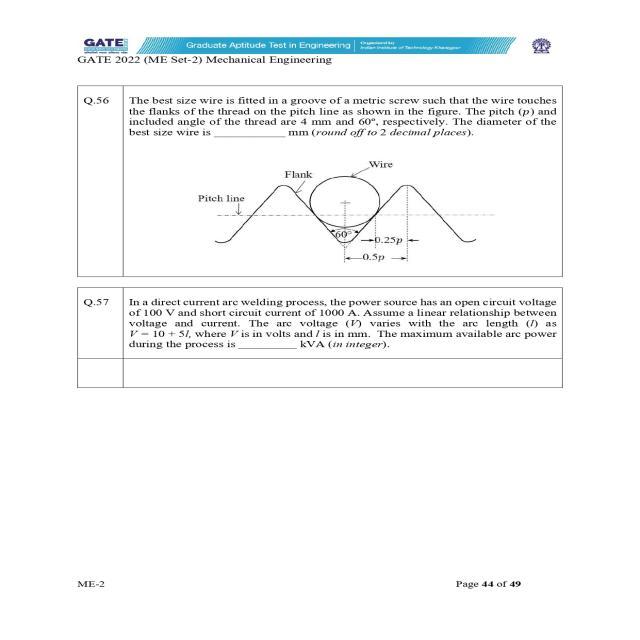 GATE
Graduate Aptitude Test in Engineering
Organized by
Indian Institute of Technology Kharagpur
GATE 2022 (ME Set-2) Mechanical Engineering
Q.56
The best size wire is fitted in a groove of a metric screw such that the wire touches
the flanks of the thread on the pitch line as shown in the figure. The pitch (p) and
included angle of the thread are 4 mm and 60°, respectively. The diameter of the
best size wire is ____________ mm (round off to 2 decimal places).
Wire
Flank
Pitch line
60°
0.25p
0.5p
Q.57
In a direct current arc welding process, the power source has an open circuit voltage
of 100 V and short circuit current of 1000 A. Assume a linear relationship between
voltage and current. The arc voltage (V) varies with the arc length (l) as
V = 10 + 5l, where V is in volts and l is in mm. The maximum available arc power
during the process is __________ kVA (in integer).
ME-2
Page 44 of 49